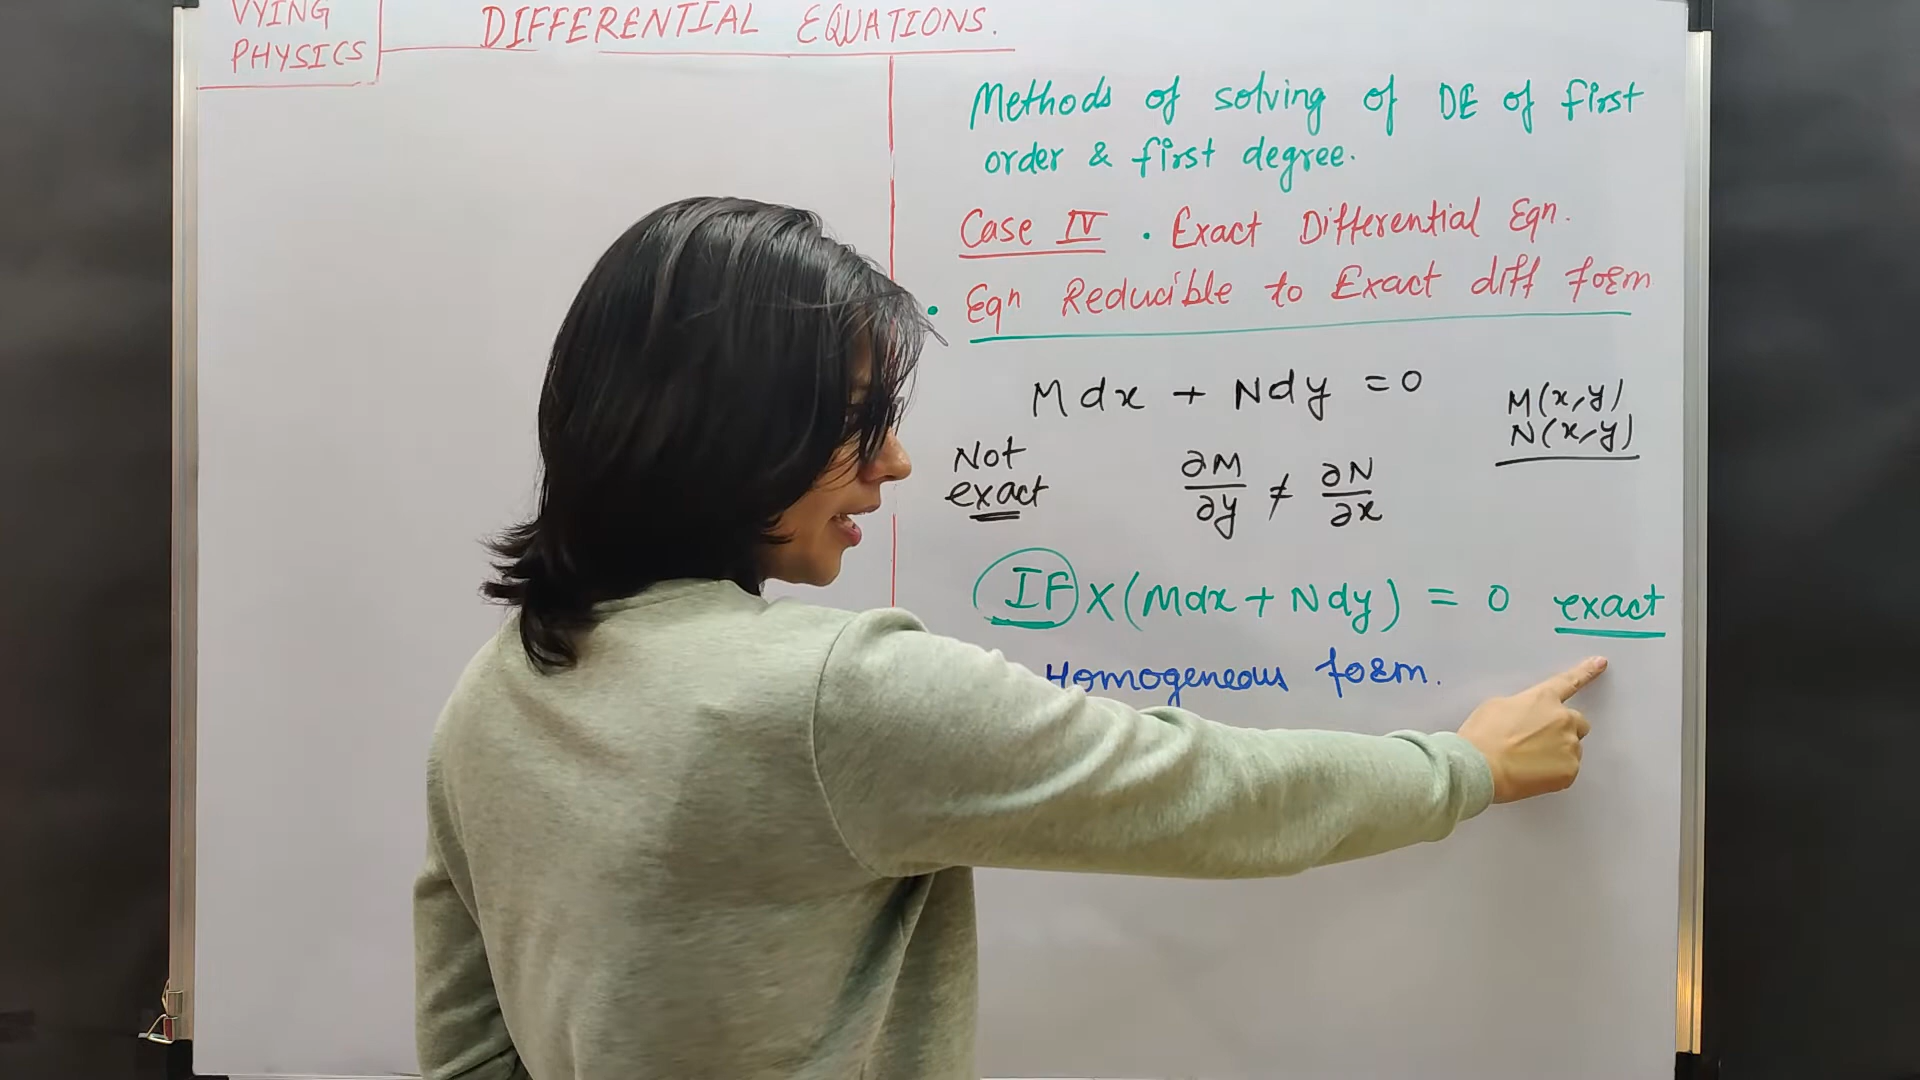 VYING
PHYSICS
DIFFERENTIAL EQUATIONS.
Methods of solving of DE of first
order & first degree.
Case IV . Exact Differential Eqn.
• Eqn Reducible to Exact diff form
Mdx + Ndy = 0
M(x,y)
N(x,y)
Not
exact
∂M/∂y ≠ ∂N/∂x
IF X (Mdx + Ndy) = 0 exact
Homogeneous form.